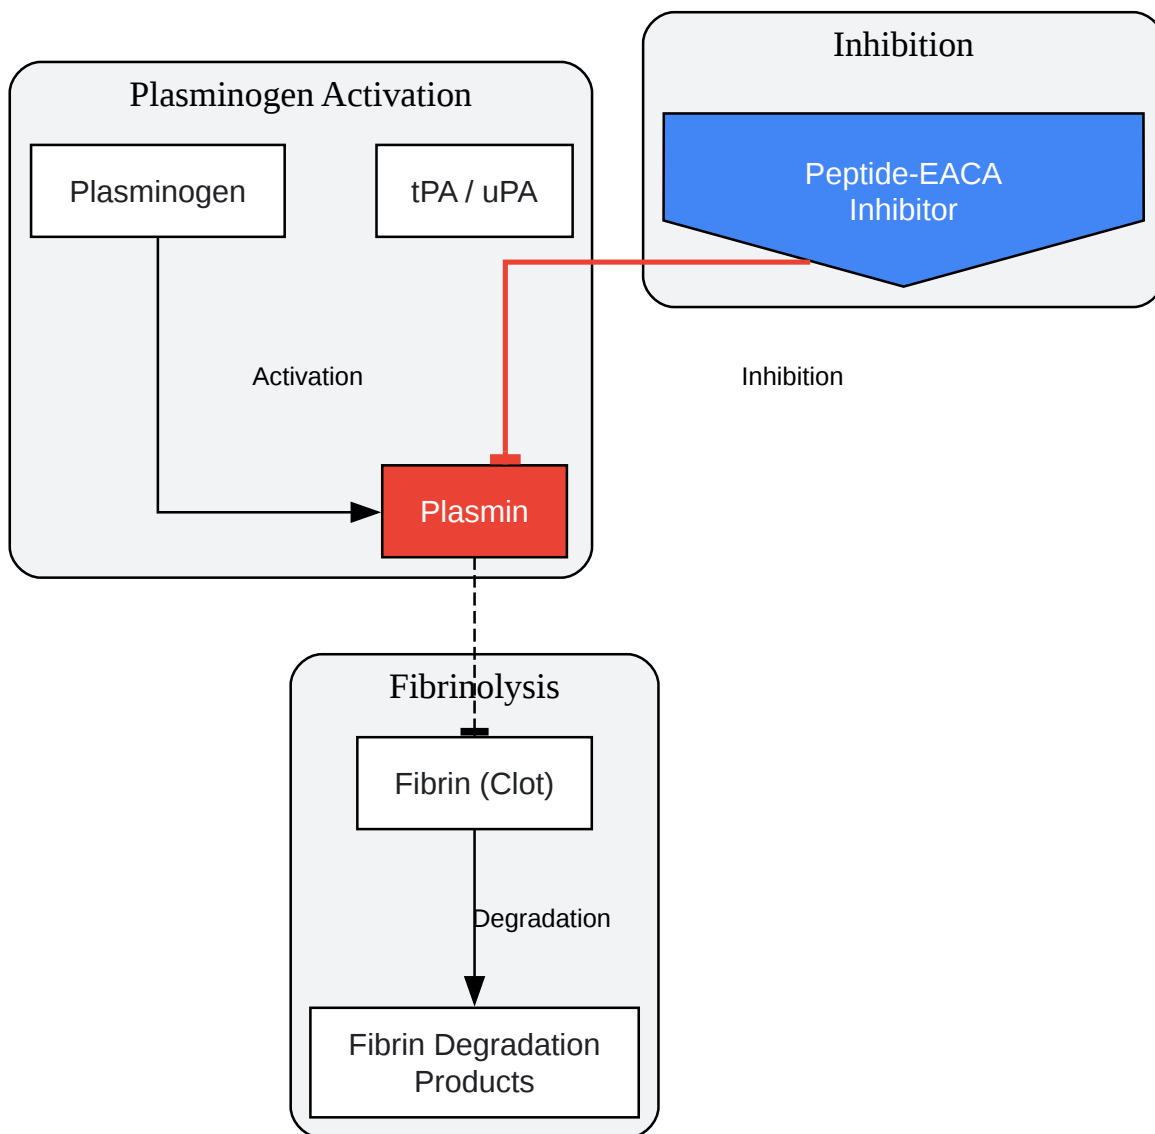 Inhibition
Plasminogen Activation
Plasminogen
tPA / uPA
Peptide-EACA
Inhibitor
Activation
Inhibition
Plasmin
Fibrinolysis
Fibrin (Clot)
Degradation
Fibrin Degradation
Products